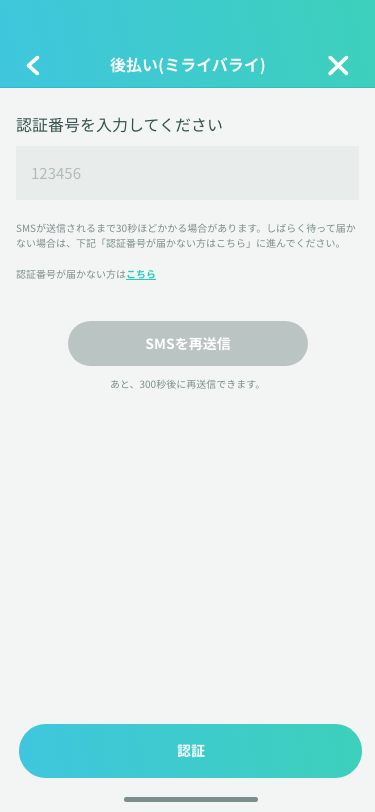 後払い(ミライバライ)
認証番号を入力してください
123456
SMSが送信されるまで30秒ほどかかる場合があります。しばらく待って届か
ない場合は、下記「認証番号が届かない方はこちら」に進んでください。
認証番号が届かない方はこちら
SMSを再送信
あと、300秒後に再送信できます。
認証